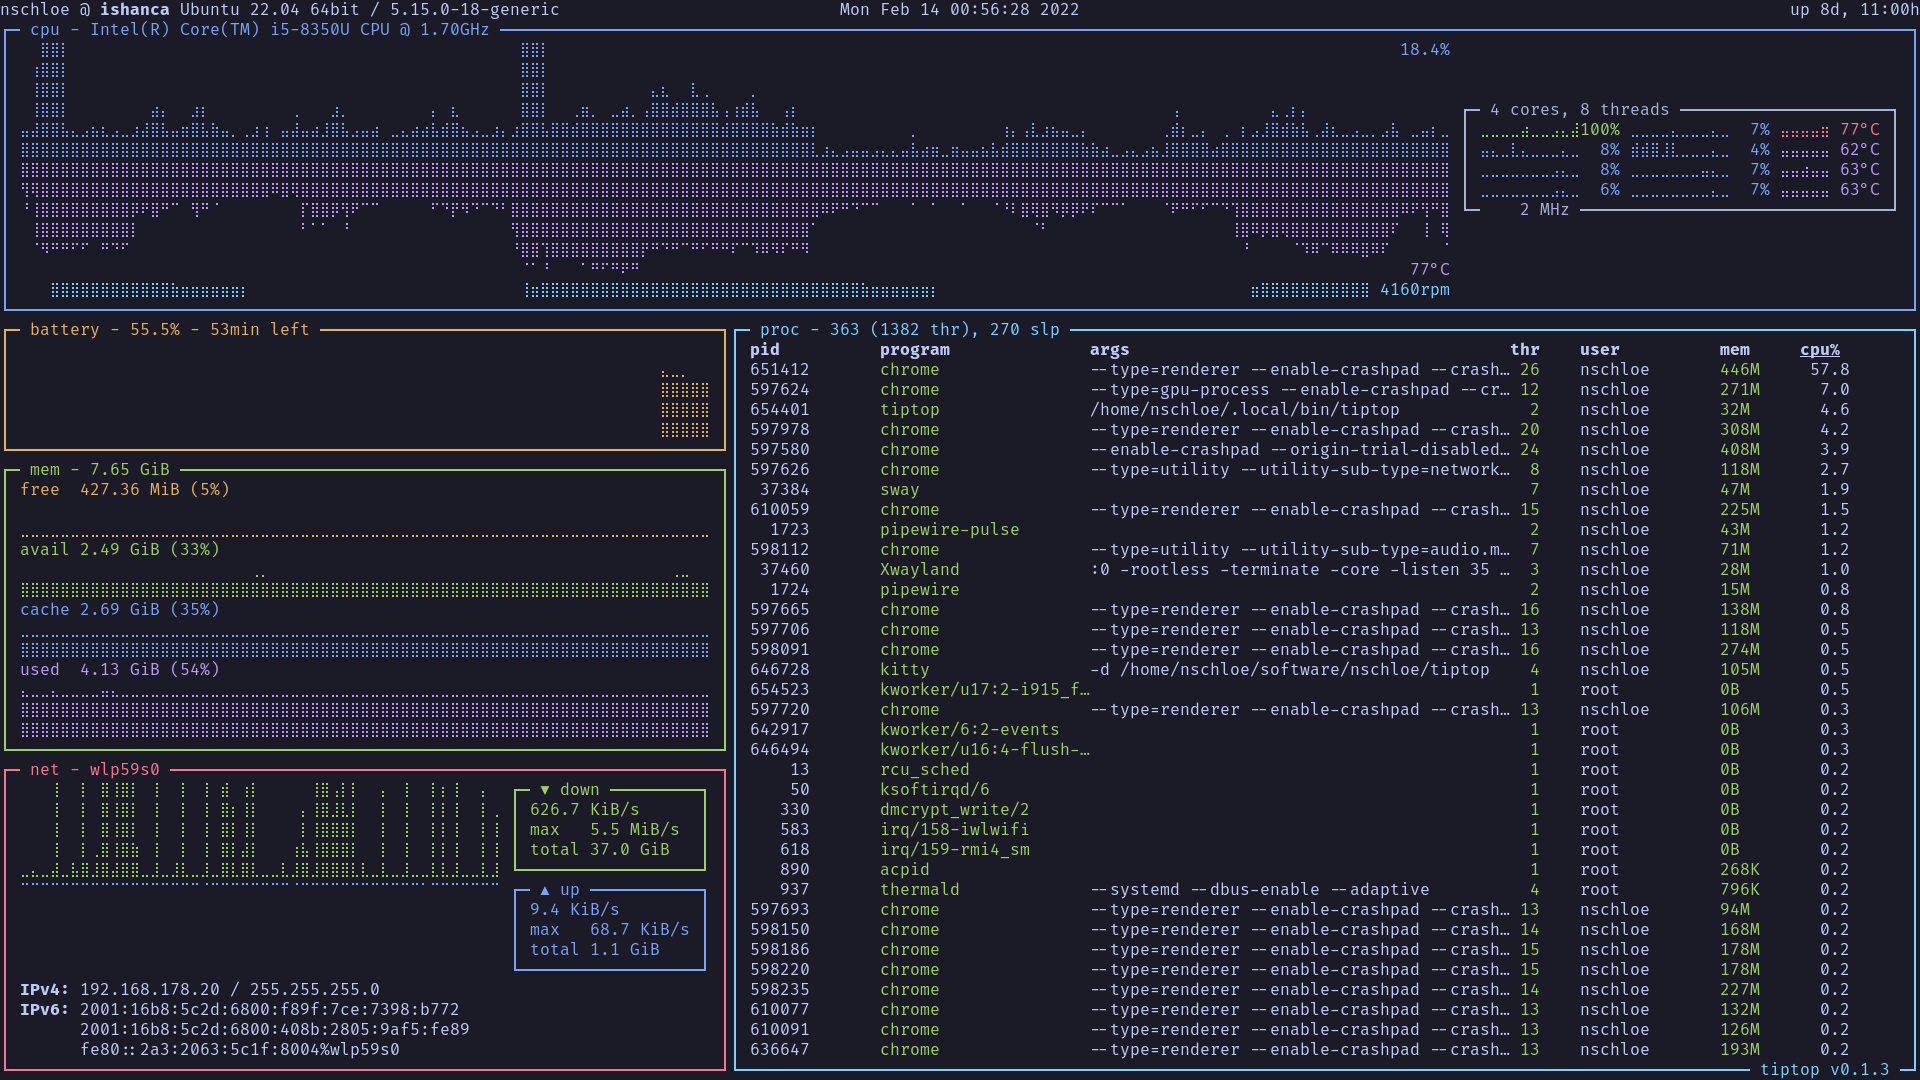 nschloe @ ishanca Ubuntu 22.04 64bit / 5.15.0-18-generic Mon Feb 14 00:56:28 2022 up 8d, 11:00h
cpu - Intel(R) Core(TM) i5-8350U CPU @ 1.70GHz
18.4%
4 cores, 8 threads
100% 7% 77°C
8% 4% 62°C
8% 7% 63°C
6% 7% 63°C
2 MHz
77°C
4160rpm
battery - 55.5% - 53min left
mem - 7.65 GiB
free 427.36 MiB (5%)
avail 2.49 GiB (33%)
cache 2.69 GiB (35%)
used 4.13 GiB (54%)
net - wlp59s0
▼ down
626.7 KiB/s
max 5.5 MiB/s
total 37.0 GiB
▲ up
9.4 KiB/s
max 68.7 KiB/s
total 1.1 GiB
IPv4: 192.168.178.20 / 255.255.255.0
IPv6: 2001:16b8:5c2d:6800:f89f:7ce:7398:b772
2001:16b8:5c2d:6800:408b:2805:9af5:fe89
fe80::2a3:2063:5c1f:8004%wlp59s0
proc - 363 (1382 thr), 270 slp
pid program args thr user mem cpu%
651412 chrome --type=renderer --enable-crashpad --crash… 26 nschloe 446M 57.8
597624 chrome --type=gpu-process --enable-crashpad --cr… 12 nschloe 271M 7.0
654401 tiptop /home/nschloe/.local/bin/tiptop 2 nschloe 32M 4.6
597978 chrome --type=renderer --enable-crashpad --crash… 20 nschloe 308M 4.2
597580 chrome --enable-crashpad --origin-trial-disabled… 24 nschloe 408M 3.9
597626 chrome --type=utility --utility-sub-type=network… 8 nschloe 118M 2.7
37384 sway 7 nschloe 47M 1.9
610059 chrome --type=renderer --enable-crashpad --crash… 15 nschloe 225M 1.5
1723 pipewire-pulse 2 nschloe 43M 1.2
598112 chrome --type=utility --utility-sub-type=audio.m… 7 nschloe 71M 1.2
37460 Xwayland :0 -rootless -terminate -core -listen 35 … 3 nschloe 28M 1.0
1724 pipewire 2 nschloe 15M 0.8
597665 chrome --type=renderer --enable-crashpad --crash… 16 nschloe 138M 0.8
597706 chrome --type=renderer --enable-crashpad --crash… 13 nschloe 118M 0.5
598091 chrome --type=renderer --enable-crashpad --crash… 16 nschloe 274M 0.5
646728 kitty -d /home/nschloe/software/nschloe/tiptop 4 nschloe 105M 0.5
654523 kworker/u17:2-i915_f… 1 root 0B 0.5
597720 chrome --type=renderer --enable-crashpad --crash… 13 nschloe 106M 0.3
642917 kworker/6:2-events 1 root 0B 0.3
646494 kworker/u16:4-flush-… 1 root 0B 0.3
13 rcu_sched 1 root 0B 0.2
50 ksoftirqd/6 1 root 0B 0.2
330 dmcrypt_write/2 1 root 0B 0.2
583 irq/158-iwlwifi 1 root 0B 0.2
618 irq/159-rmi4_sm 1 root 0B 0.2
890 acpid 1 root 268K 0.2
937 thermald --systemd --dbus-enable --adaptive 4 root 796K 0.2
597693 chrome --type=renderer --enable-crashpad --crash… 13 nschloe 94M 0.2
598150 chrome --type=renderer --enable-crashpad --crash… 14 nschloe 168M 0.2
598186 chrome --type=renderer --enable-crashpad --crash… 15 nschloe 178M 0.2
598220 chrome --type=renderer --enable-crashpad --crash… 15 nschloe 178M 0.2
598235 chrome --type=renderer --enable-crashpad --crash… 14 nschloe 227M 0.2
610077 chrome --type=renderer --enable-crashpad --crash… 13 nschloe 132M 0.2
610091 chrome --type=renderer --enable-crashpad --crash… 13 nschloe 126M 0.2
636647 chrome --type=renderer --enable-crashpad --crash… 13 nschloe 193M 0.2
tiptop v0.1.3